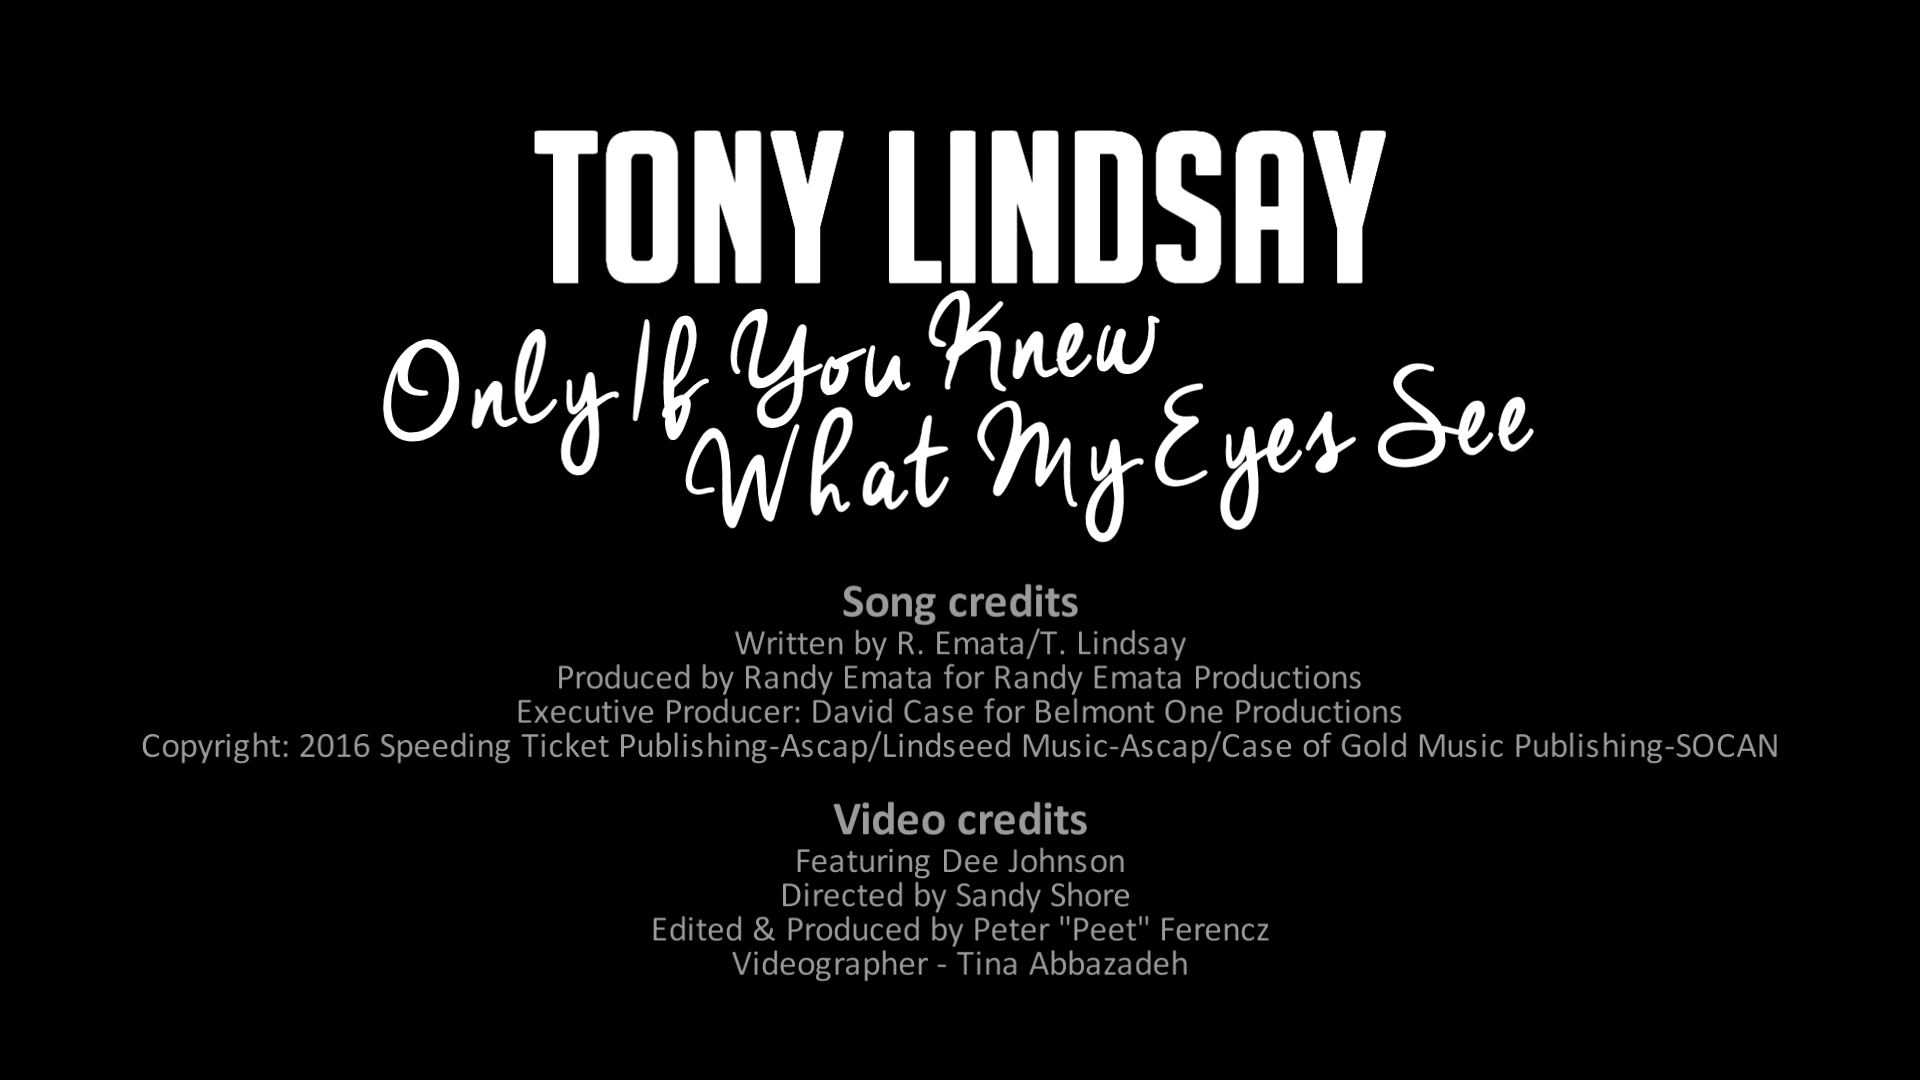 TONY LINDSAY
Only If You Knew
What My Eyes See
Song credits
Written by R. Emata/T. Lindsay
Produced by Randy Emata for Randy Emata Productions
Executive Producer: David Case for Belmont One Productions
Copyright: 2016 Speeding Ticket Publishing-Ascap/Lindseed Music-Ascap/Case of Gold Music Publishing-SOCAN
Video credits
Featuring Dee Johnson
Directed by Sandy Shore
Edited & Produced by Peter "Peet" Ferencz
Videographer - Tina Abbazadeh